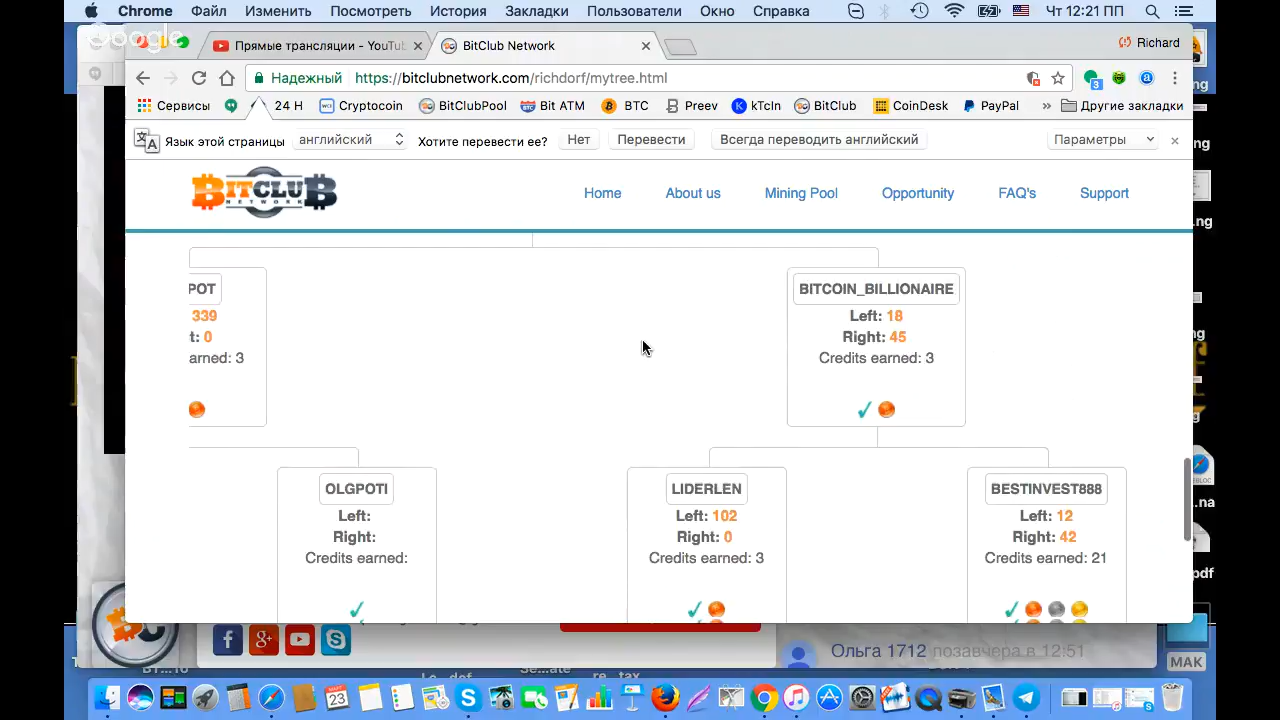 Chrome Файл Изменить Посмотреть История Закладки Пользователи Окно Справка Чт 12:21 ПП
Google
Прямые трансляции - YouTu
BitClub Network
Richard
Надежный https://bitclubnetwork.com/richdorf/mytree.html
3
Сервисы 24 H Cryptocoin BitClubPool Bit ATM BTC Preev kTcIn BitClub CoinDesk PayPal » Другие закладки
Язык этой страницы английский Хотите перевести ее? Нет Перевести Всегда переводить английский Параметры
BITCLUB
NETWORK
Home About us Mining Pool Opportunity FAQ's Support
POT
339
t: 0
earned: 3
BITCOIN_BILLIONAIRE
Left: 18
Right: 45
Credits earned: 3
OLGPOTI
Left:
Right:
Credits earned:
LIDERLEN
Left: 102
Right: 0
Credits earned: 3
BESTINVEST888
Left: 12
Right: 42
Credits earned: 21
Ольга 1712 позавчера в 12:51
MAK